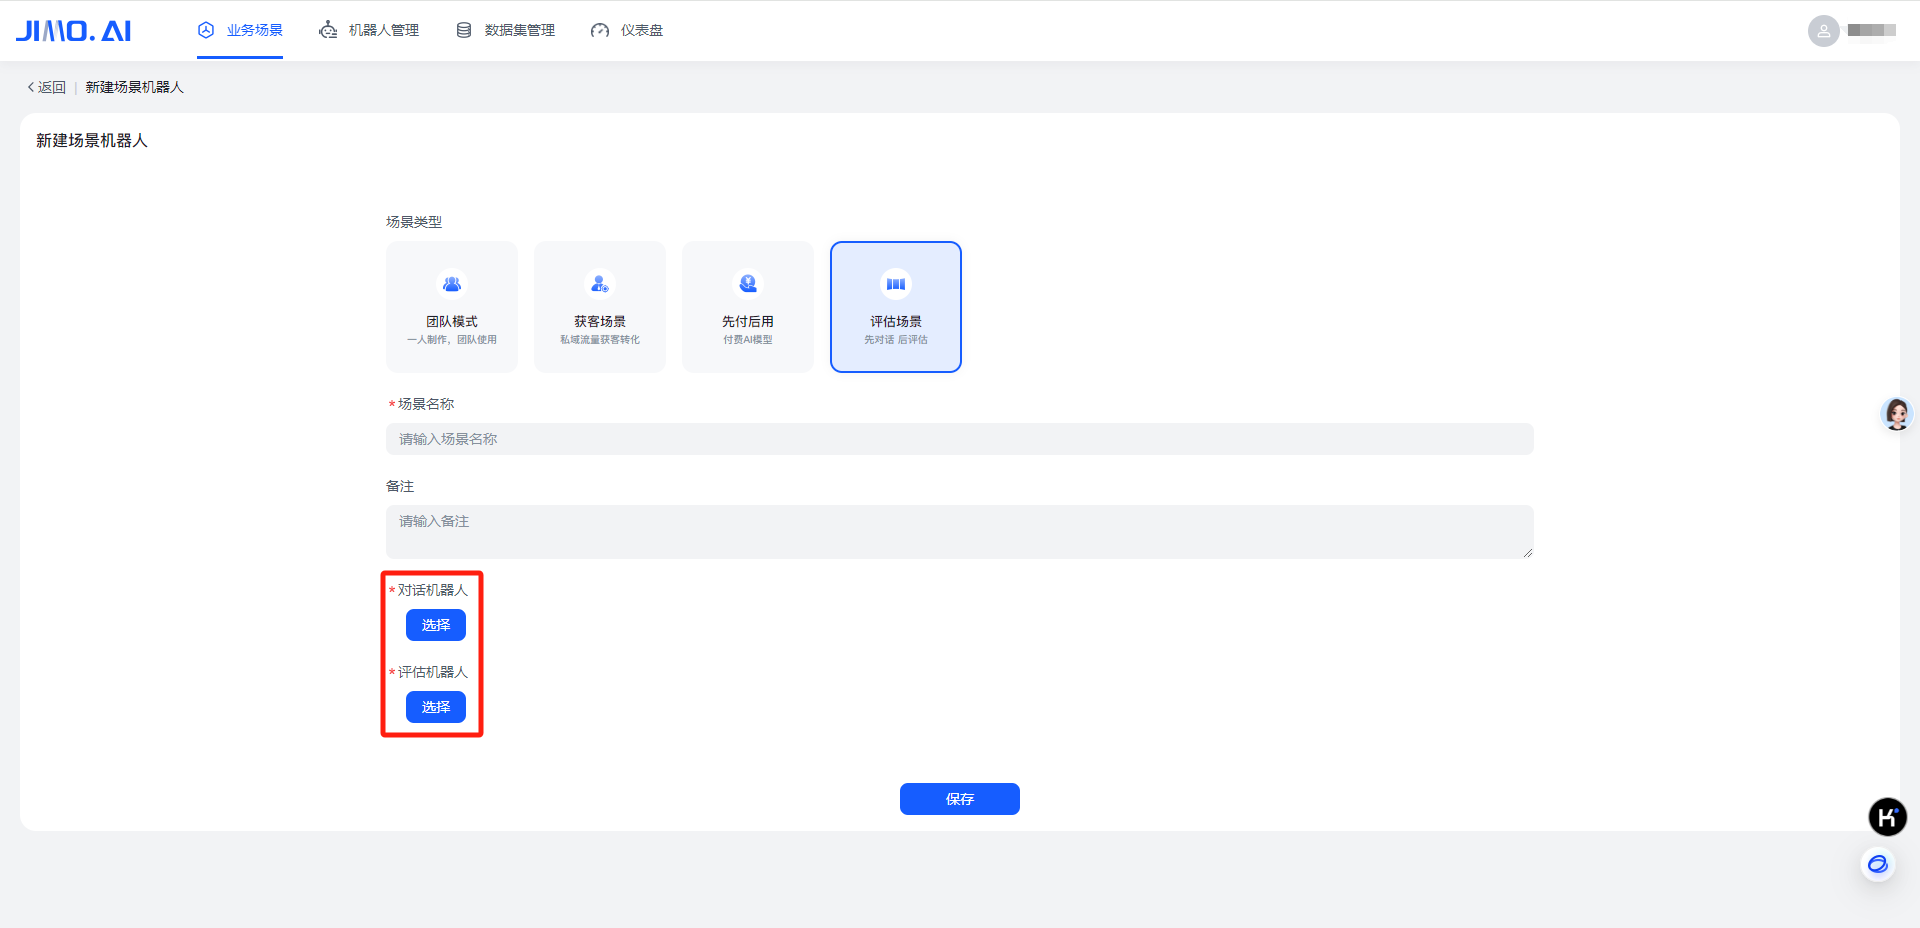 JIMO.AI 业务场景 机器人管理 数据集管理 仪表盘
返回 | 新建场景机器人
新建场景机器人
场景类型
团队模式
一人制作，团队使用
获客场景
私域流量获客转化
先付后用
付费AI模型
评估场景
先对话 后评估
*场景名称
请输入场景名称
备注
请输入备注
*对话机器人
选择
*评估机器人
选择
保存
K